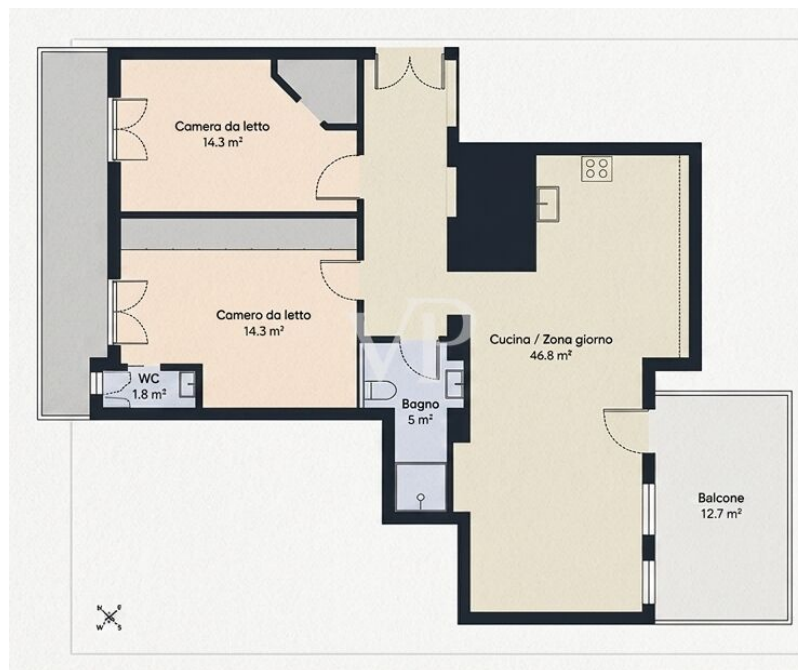 Camera da letto
14.3 m²
Camero da letto
14.3 m²
WC
1.8 m²
Bagno
5 m²
Cucina / Zona giorno
46.8 m²
Balcone
12.7 m²
VP
N E
W S